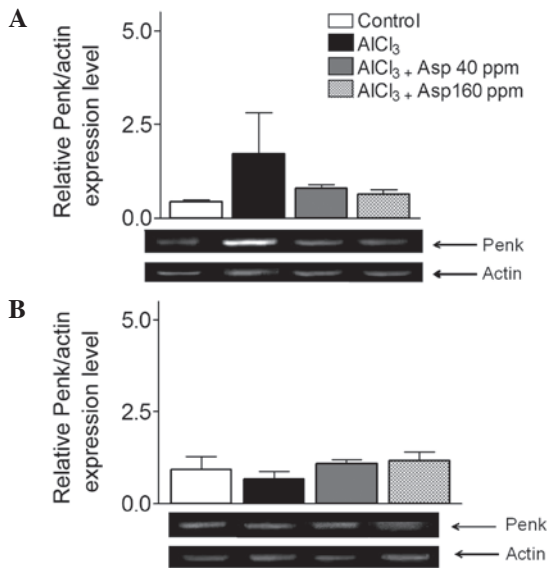 A
Control
AlCl3
AlCl3 + Asp 40 ppm
AlCl3 + Asp160 ppm
Relative Penk/actin
expression level
5.0
2.5
0.0
Penk
Actin
B
Relative Penk/actin
expression level
5.0
2.5
0.0
Penk
Actin